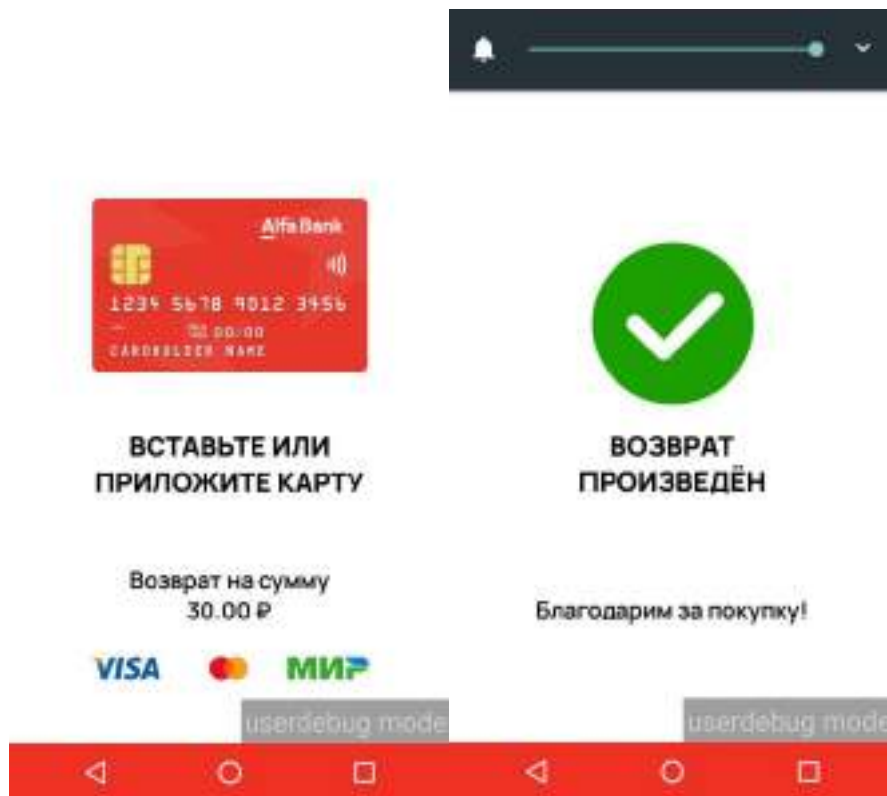 Alfa Bank
1234 5678 9012 3456
00/00
CARDHOLDER NAME
ВСТАВЬТЕ ИЛИ
ПРИЛОЖИТЕ КАРТУ
Возврат на сумму
30.00 ₽
VISA
МИР
userdebug mode
ВОЗВРАТ
ПРОИЗВЕДЁН
Благодарим за покупку!
userdebug mode